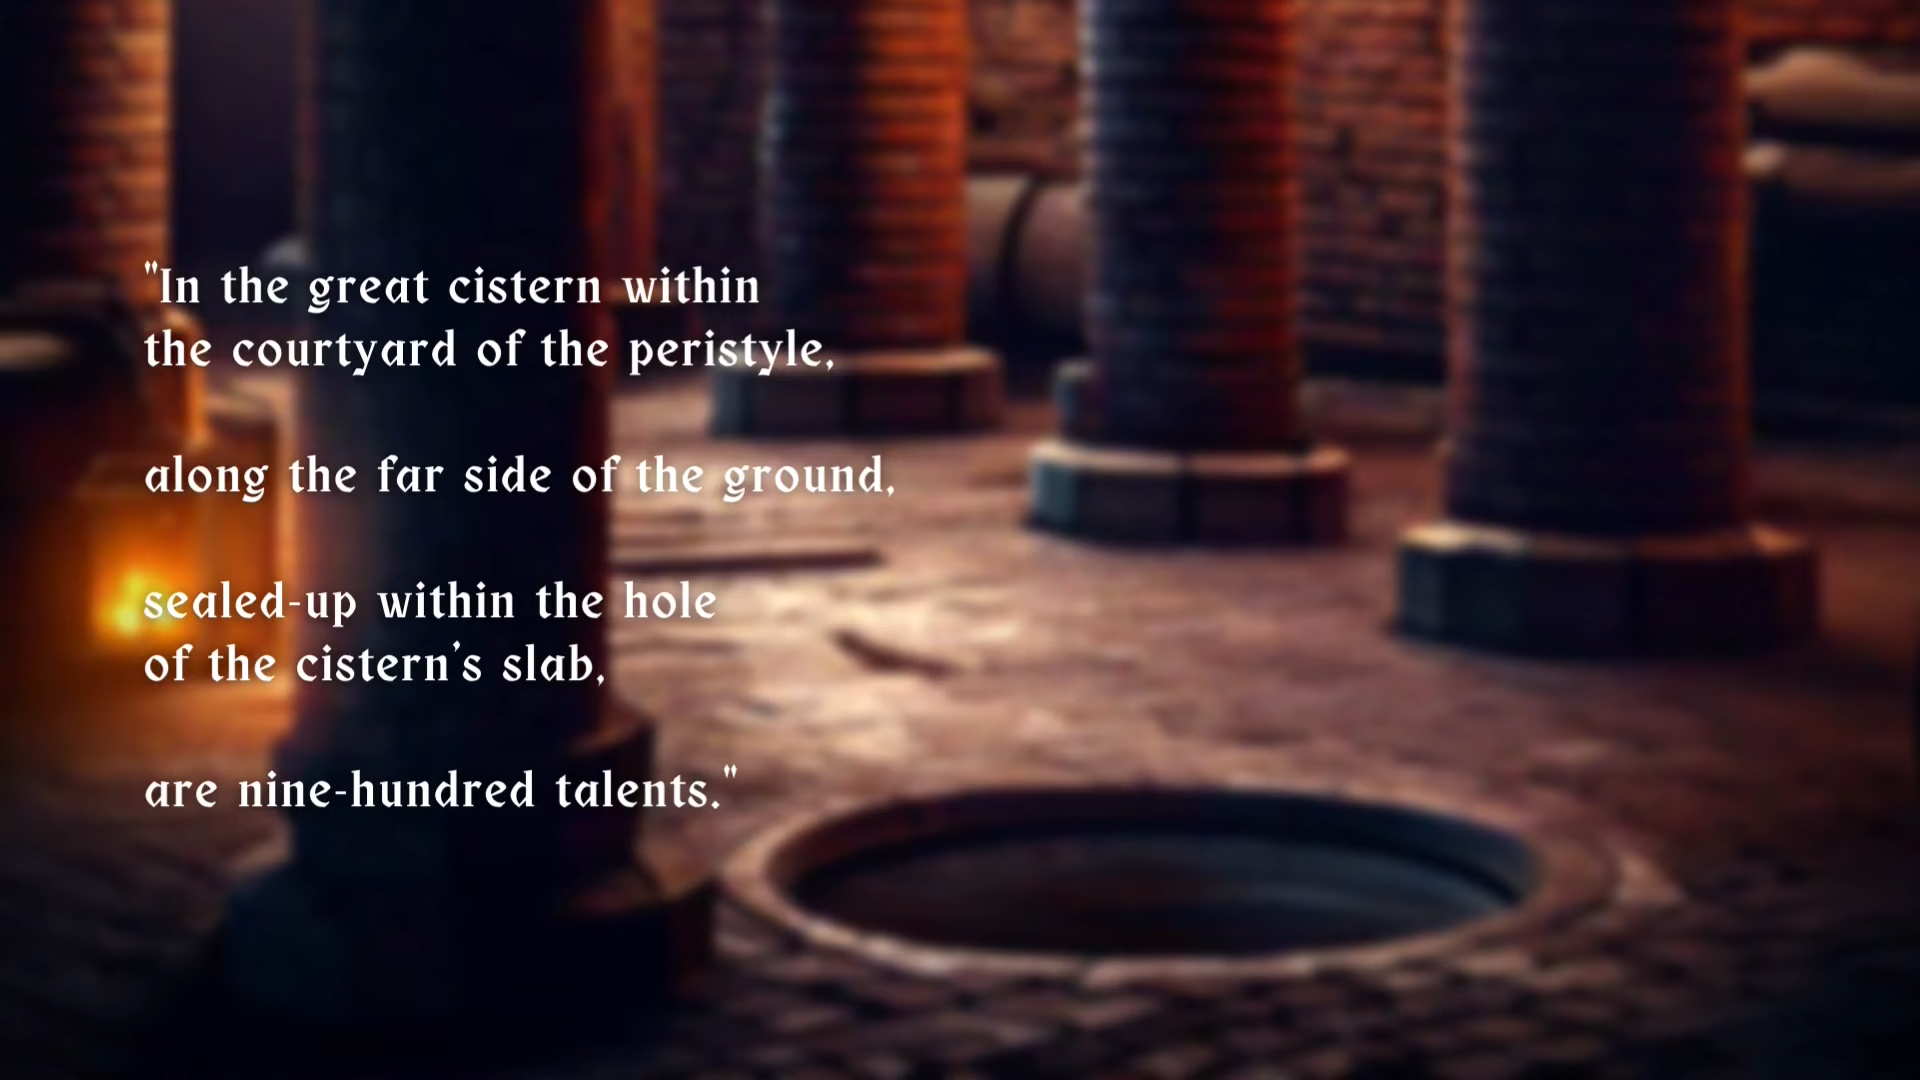 "In the great cistern within
the courtyard of the peristyle,
along the far side of the ground,
sealed-up within the hole
of the cistern's slab,
are nine-hundred talents."